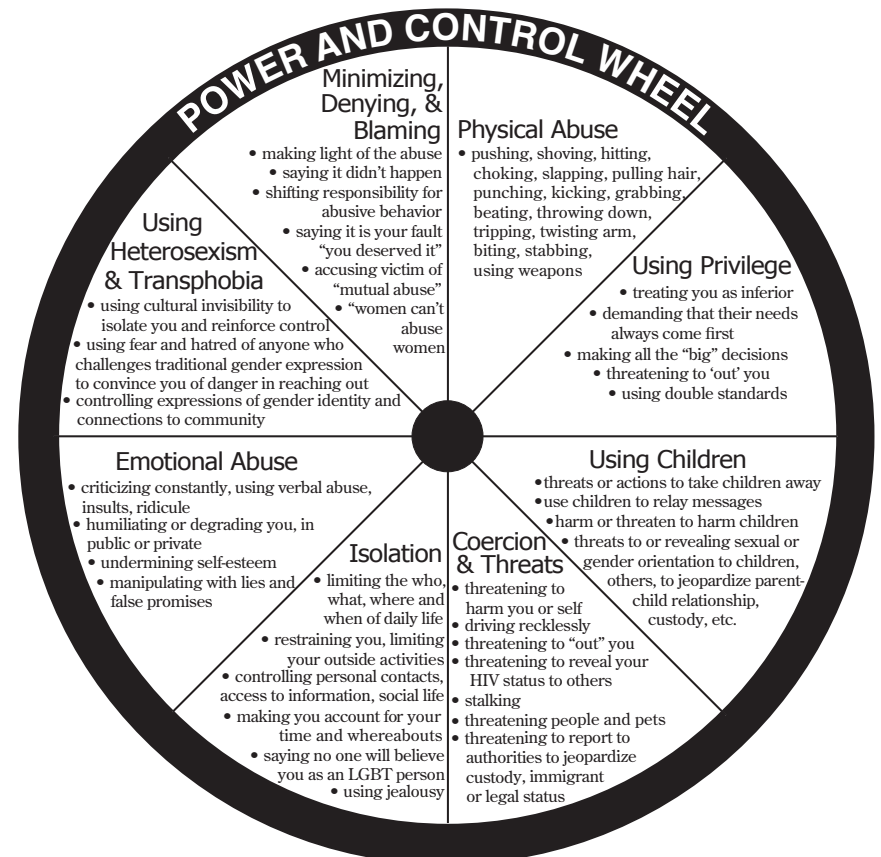 POWER AND CONTROL WHEEL
Minimizing,
Denying, &
Blaming
• making light of the abuse
• saying it didn’t happen
• shifting responsibility for
abusive behavior
• saying it is your fault
“you deserved it”
• accusing victim of
“mutual abuse”
• “women can’t
abuse
women
Physical Abuse
• pushing, shoving, hitting,
choking, slapping, pulling hair,
punching, kicking, grabbing,
beating, throwing down,
tripping, twisting arm,
biting, stabbing,
using weapons
Using Privilege
• treating you as inferior
• demanding that their needs
always come first
• making all the “big” decisions
• threatening to ‘out’ you
• using double standards
Using Children
• threats or actions to take children away
• use children to relay messages
• harm or threaten to harm children
• threats to or revealing sexual or
gender orientation to children,
others, to jeopardize parent-
child relationship,
custody, etc.
Coercion
& Threats
• threatening to
harm you or self
• driving recklessly
• threatening to “out” you
• threatening to reveal your
HIV status to others
• stalking
• threatening people and pets
• threatening to report to
authorities to jeopardize
custody, immigrant
or legal status
Isolation
• limiting the who,
what, where and
when of daily life
• restraining you, limiting
your outside activities
• controlling personal contacts,
access to information, social life
• making you account for your
time and whereabouts
• saying no one will believe
you as an LGBT person
• using jealousy
Emotional Abuse
• criticizing constantly, using verbal abuse,
insults, ridicule
• humiliating or degrading you, in
public or private
• undermining self-esteem
• manipulating with lies and
false promises
Using
Heterosexism
& Transphobia
• using cultural invisibility to
isolate you and reinforce control
• using fear and hatred of anyone who
challenges traditional gender expression
to convince you of danger in reaching out
• controlling expressions of gender identity and
connections to community